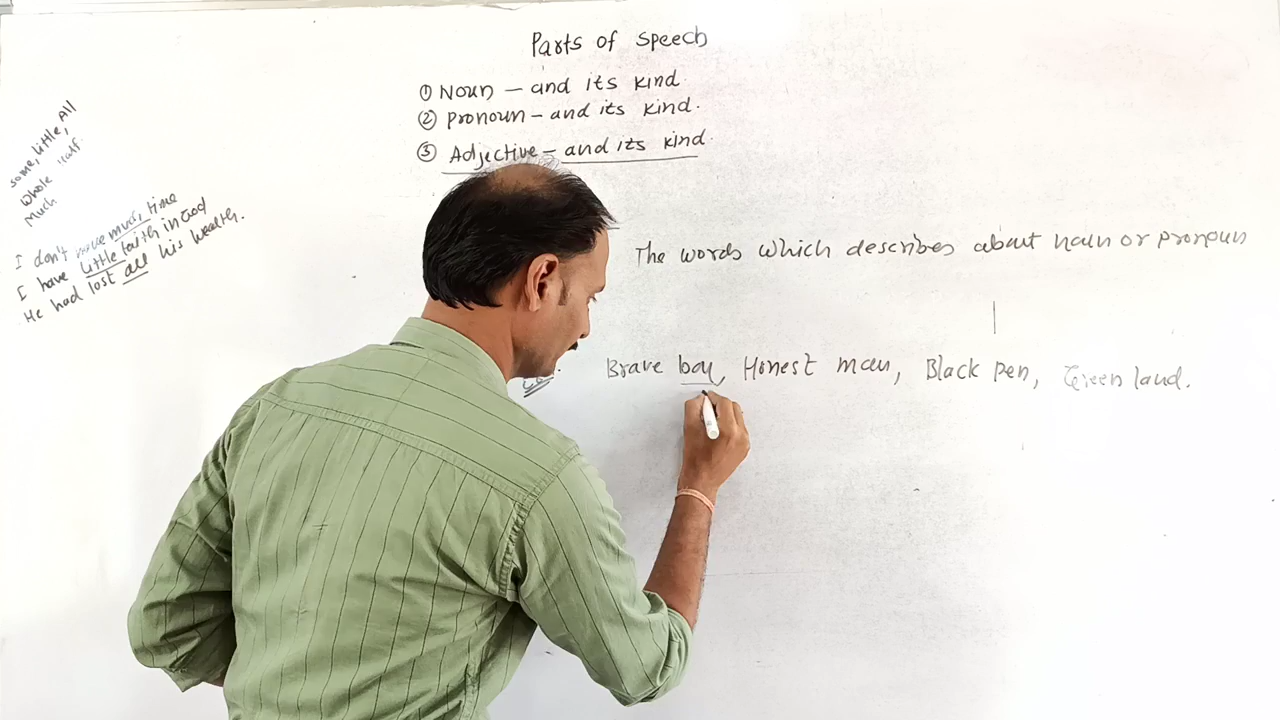 Parts of speech
① Noun – and its kind
② pronoun – and its kind.
③ Adjective – and its kind.
some, little, All
whole half.
Much
I don't have much time
I have little faith in God
He had lost all his wealth.
The words which describes about noun or pronoun
Brave boy, Honest man, Black pen, Green land.